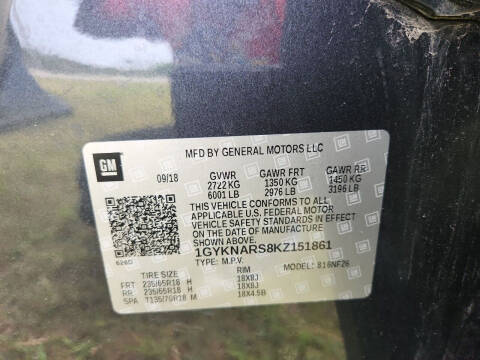 MFD BY GENERAL MOTORS LLC
GM
09/18 GVWR GAWR FRT GAWR RR
2722 KG 1350 KG 1450 KG
6001 LB 2976 LB 3196 LB
THIS VEHICLE CONFORMS TO ALL
APPLICABLE U.S. FEDERAL MOTOR
VEHICLE SAFETY STANDARDS IN EFFECT
ON THE DATE OF MANUFACTURE SHOWN
ABOVE.
1GYKNARS8KZ151861
TYPE: M.P.V. MODEL: 816NF26
TIRE SIZE RIM
FRT 235/65R18 H 18X8J
RR 235/65R18 H 18X8J
SPA T135/70R18 M 18X4.5B